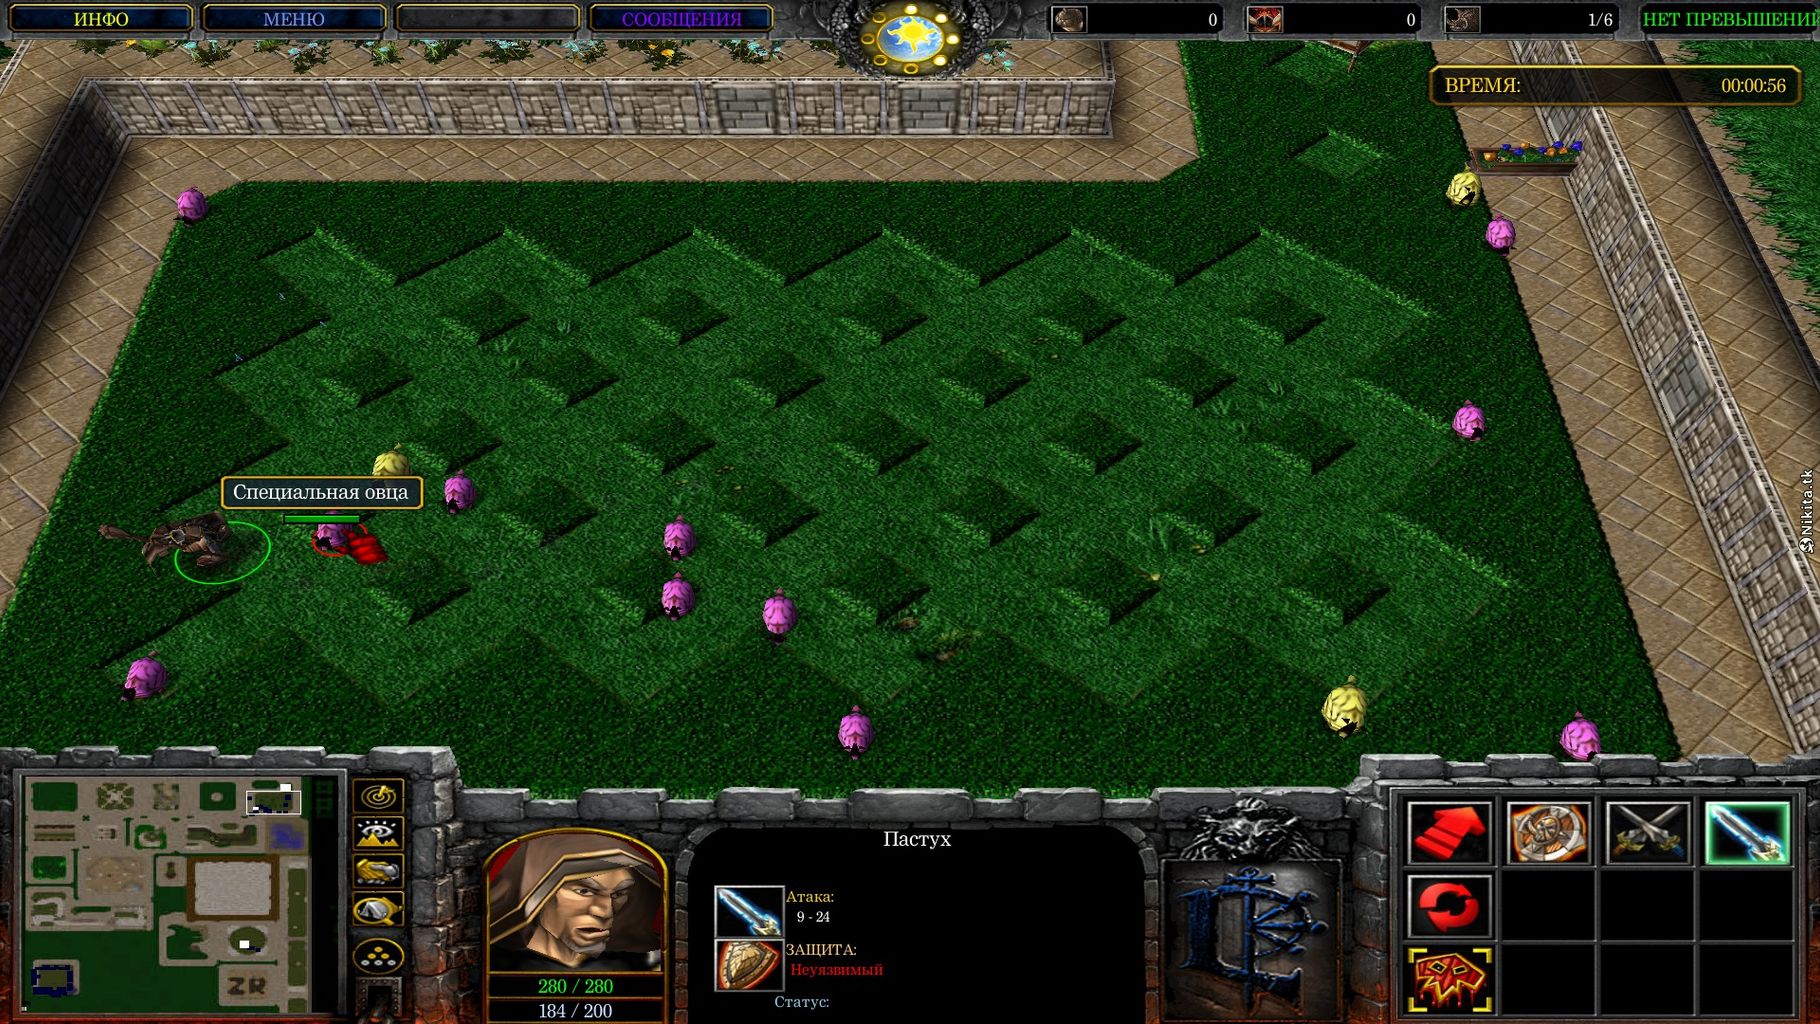 ИНФО
МЕНЮ
СООБЩЕНИЯ
0
0
1/6
НЕТ ПРЕВЫШЕНИЙ
ВРЕМЯ:
00:00:56
Специальная овца
Nikita.tk
Пастух
Атака:
9 - 24
ЗАЩИТА:
Неуязвимый
Статус:
280 / 280
184 / 200
ZR